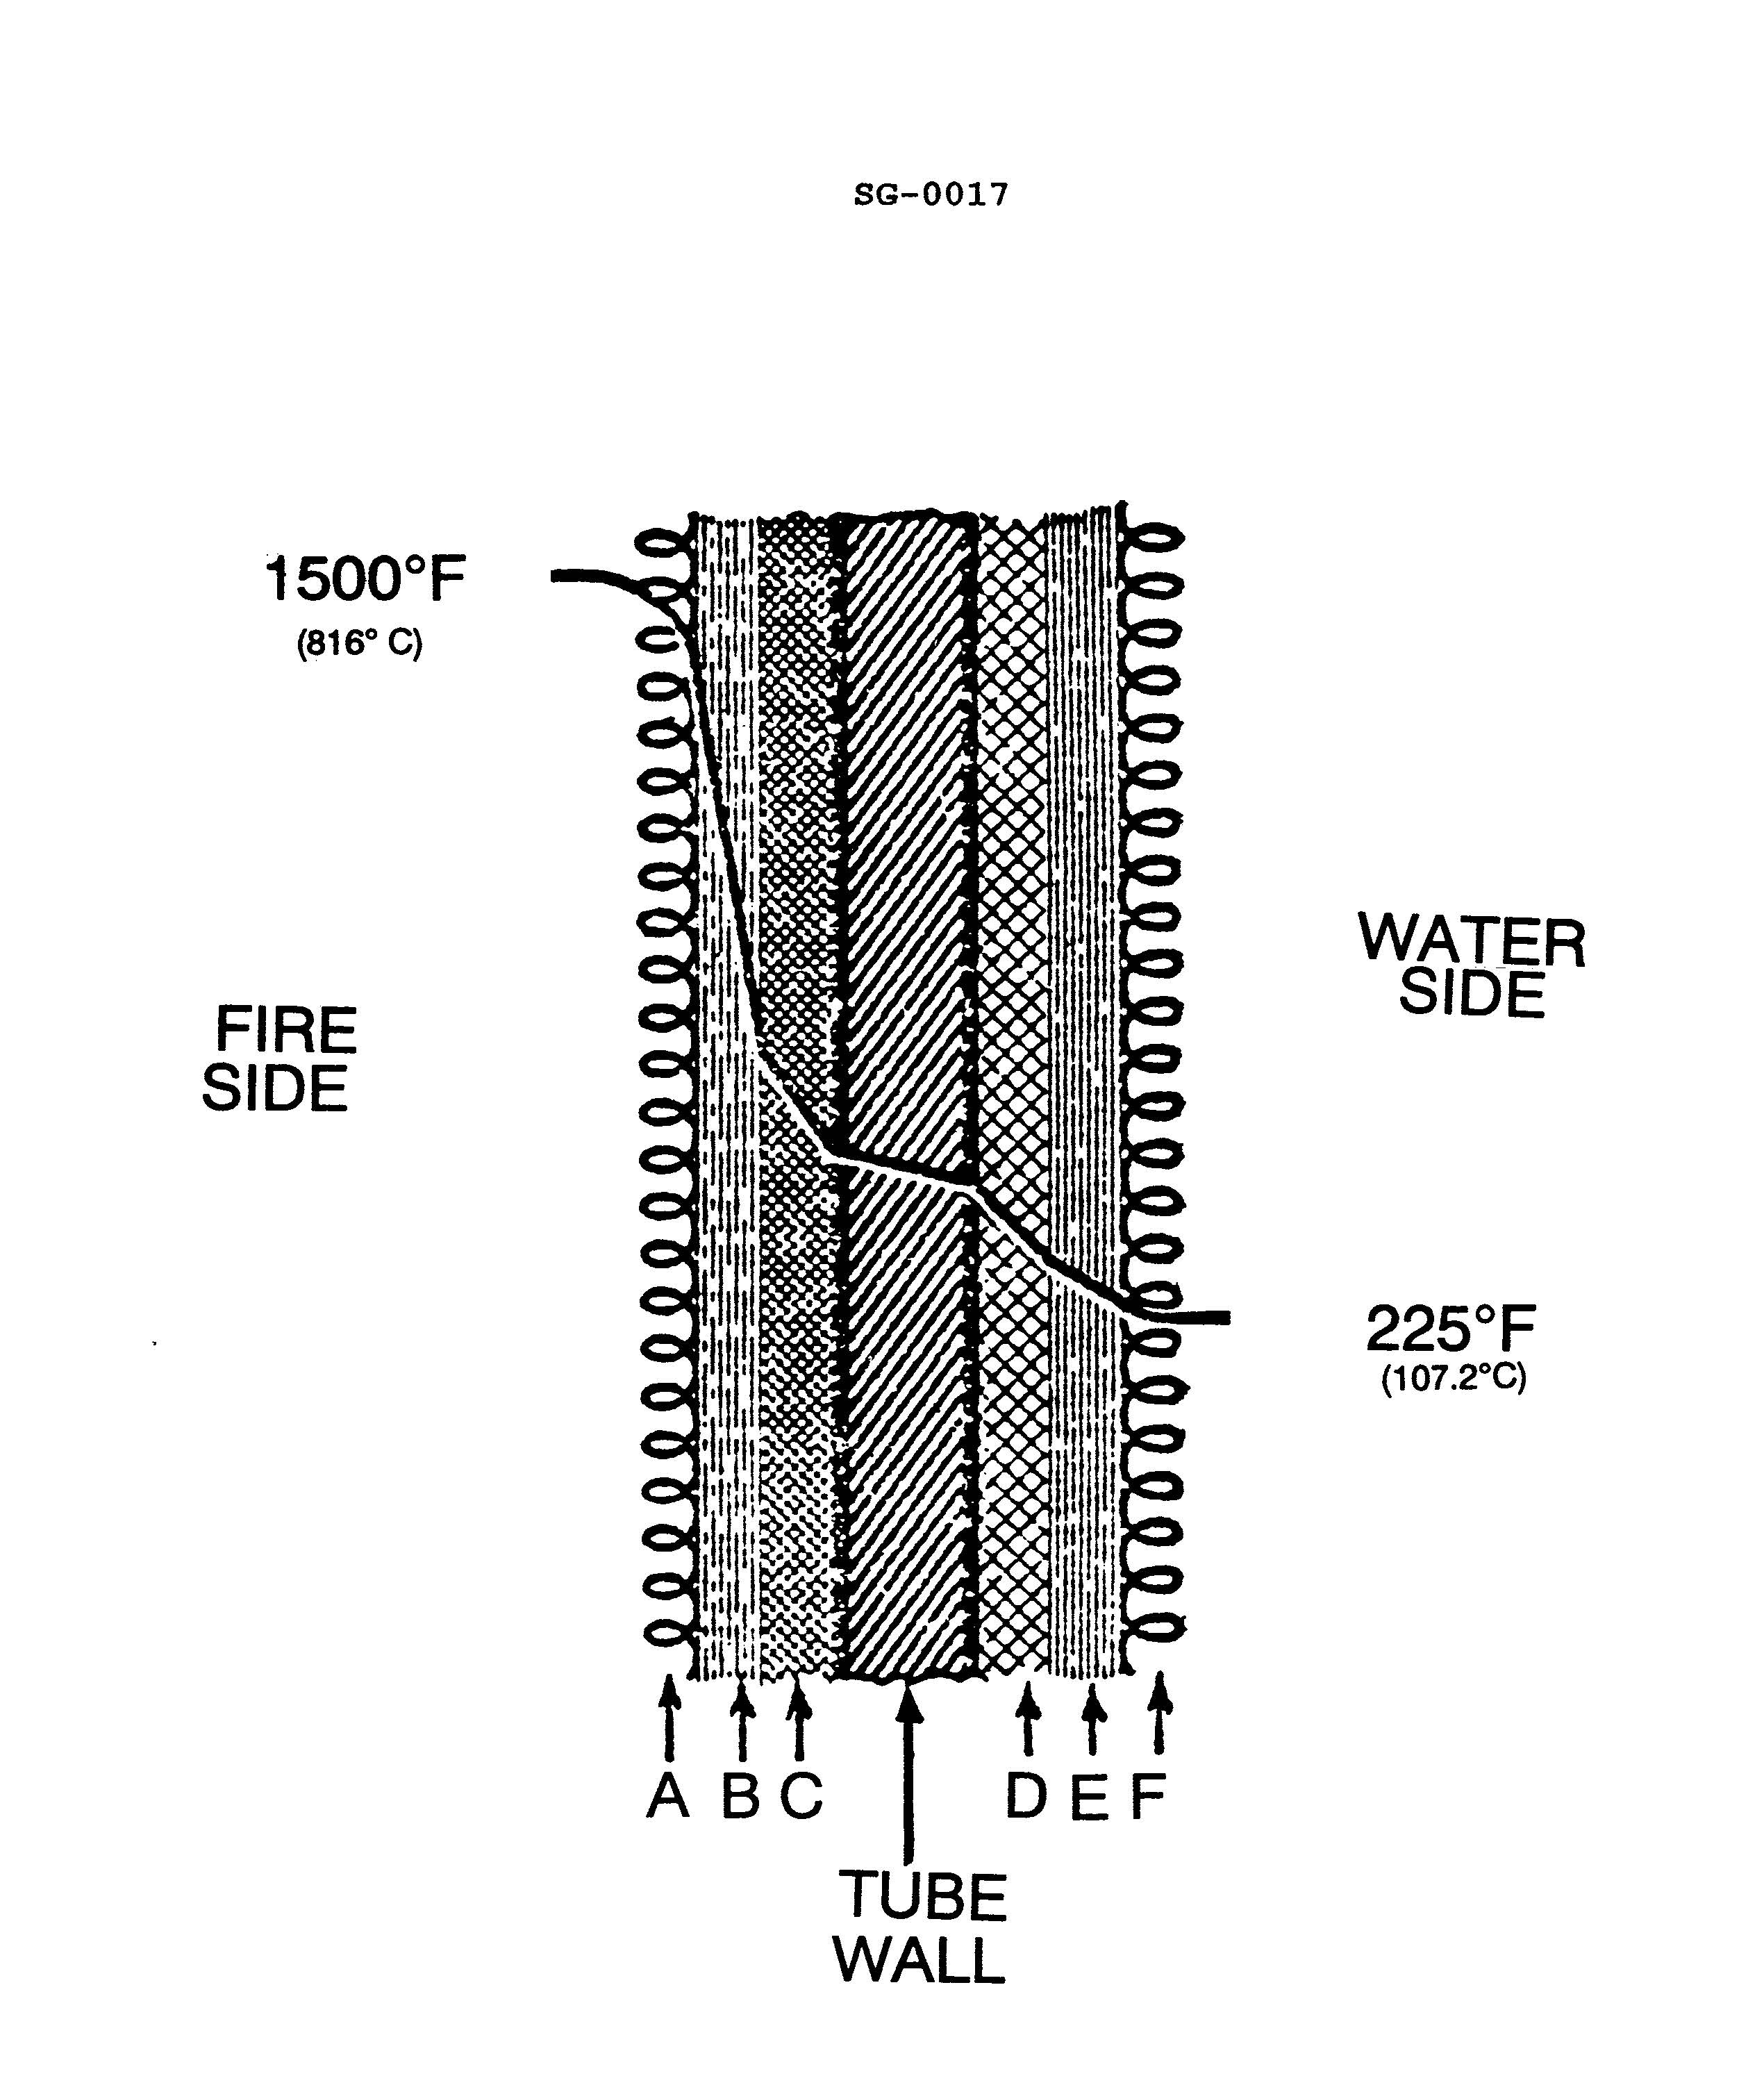 SG-0017
1500°F
(816° C)
WATER
SIDE
FIRE
SIDE
225°F
(107.2°C)
A B C D E F
TUBE
WALL